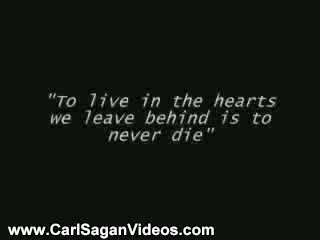 "To live in the hearts
we leave behind is to
never die"
www.CarlSaganVideos.com